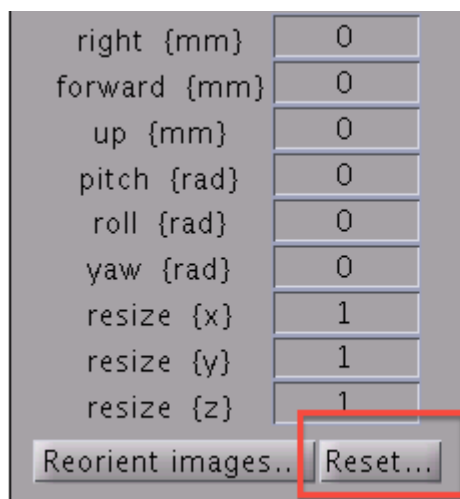 right {mm} 0
forward {mm} 0
up {mm} 0
pitch {rad} 0
roll {rad} 0
yaw {rad} 0
resize {x} 1
resize {y} 1
resize {z} 1
Reorient images... Reset...